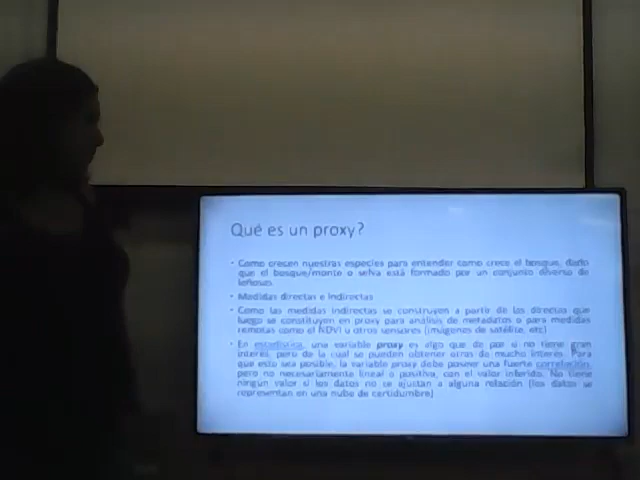 Qué es un proxy?
• Como crecen nuestras especies para entender como crece el bosque, dado
que el bosque/monte o selva está formado por un conjunto diverso de
leñosas.
• Medidas directas e indirectas
• Como las medidas indirectas se construyen a partir de las directas que
luego se constituyen en proxy para análisis de metadatos o para medidas
remotas como el NDVI u otros sensores (imágenes de satélite, etc)
• En estadística, una variable proxy es algo que de por si no tiene gran
interés, pero de la cual se pueden obtener otras de mucho interés. Para
que esto sea posible, la variable proxy debe poseer una fuerte correlación,
pero no necesariamente lineal o positiva, con el valor inferido. No tiene
ningún valor si los datos no se ajustan a alguna relación (los datos se
representan en una nube de certidumbre)